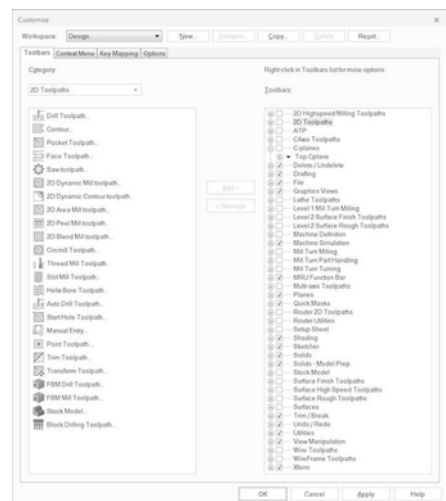 Customize
Workspace: Design New... Rename... Copy... Delete Reset...
Toolbars Context Menu Key Mapping Options
Category Right-click in Toolbars list for more options.
2D Toolpaths Toolbars
Drill Toolpath...
Contour...
Pocket Toolpath...
Face Toolpath...
Saw toolpath...
2D Dynamic Mill toolpath...
2D Dynamic Contour toolpath...
2D Area Mill toolpath...
2D Peel Mill toolpath...
2D Blend Mill toolpath...
Circmill Toolpath...
Thread Mill Toolpath...
Slot Mill Toolpath...
Helix Bore Toolpath...
Auto Drill Toolpath...
Start Hole Toolpath...
Manual Entry...
Point Toolpath...
Trim Toolpath...
Transform Toolpath...
FBM Drill Toolpath...
FBM Mill Toolpath...
Stock Model...
Block Drilling Toolpath...
Add »
« Remove
2D Highspeed Milling Toolpaths
2D Toolpaths
ATP
CAxis Toolpaths
C-planes
Top Cplane
Delete / Undelete
Drafting
File
Graphics Views
Lathe Toolpaths
Level 1 Mill Turn Milling
Level 2 Surface Finish Toolpaths
Level 2 Surface Rough Toolpaths
Machine Definition
Machine Simulation
Mill Turn Milling
Mill Turn Part Handling
Mill Turn Turning
MRU Function Bar
Multi-axis Toolpaths
Planes
Quick Masks
Router 2D Toolpaths
Router Utilities
Setup Sheet
Shading
Sketcher
Solids
Solids - Model Prep
Stock Model
Surface Finish Toolpaths
Surface High Speed Toolpaths
Surface Rough Toolpaths
Surfaces
Trim / Break
Undo / Redo
Utilities
View Manipulation
Wire Toolpaths
WireFrame Toolpaths
Xform
OK Cancel Apply Help